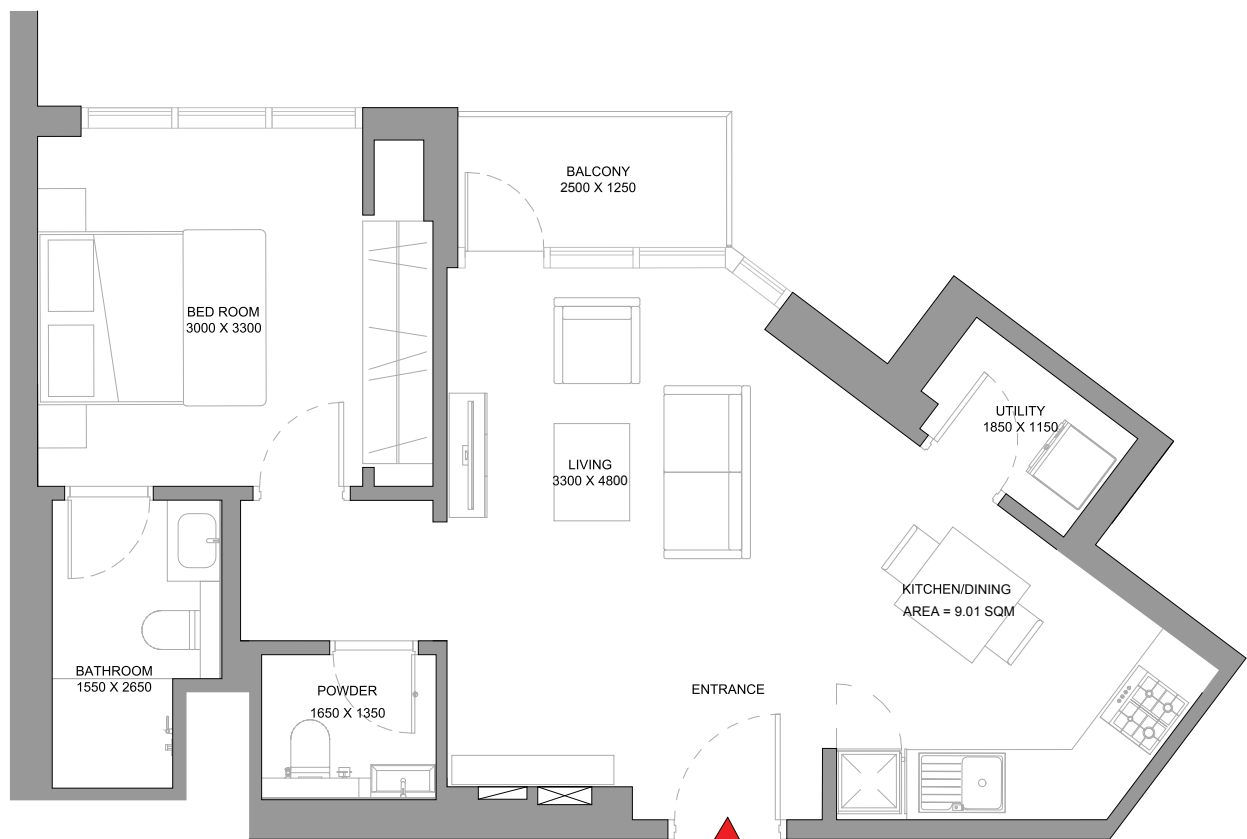 BALCONY
2500 X 1250
BED ROOM
3000 X 3300
UTILITY
1850 X 1150
LIVING
3300 X 4800
KITCHEN/DINING
AREA = 9.01 SQM
BATHROOM
1550 X 2650
POWDER
1650 X 1350
ENTRANCE